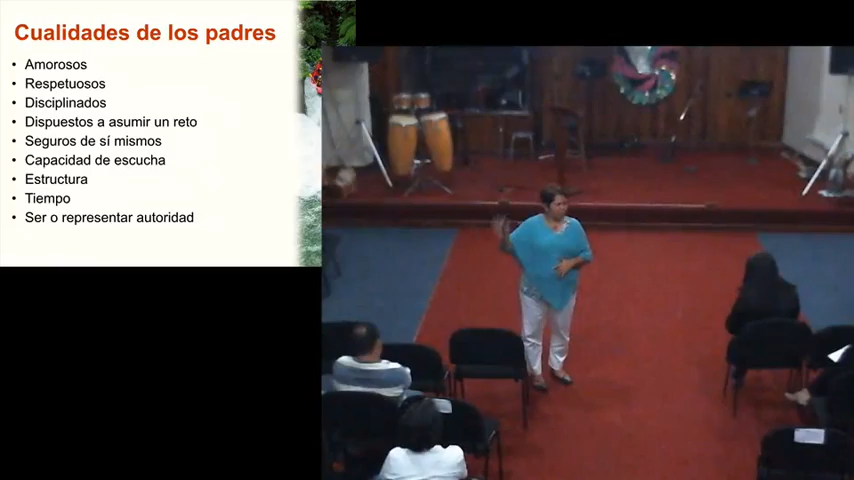 Cualidades de los padres
• Amorosos
• Respetuosos
• Disciplinados
• Dispuestos a asumir un reto
• Seguros de sí mismos
• Capacidad de escucha
• Estructura
• Tiempo
• Ser o representar autoridad